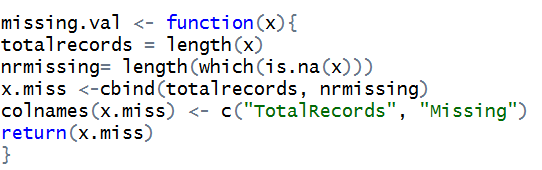 missing.val <- function(x){
totalrecords = length(x)
nrmissing= length(which(is.na(x)))
x.miss <-cbind(totalrecords, nrmissing)
colnames(x.miss) <- c("TotalRecords", "Missing")
return(x.miss)
}